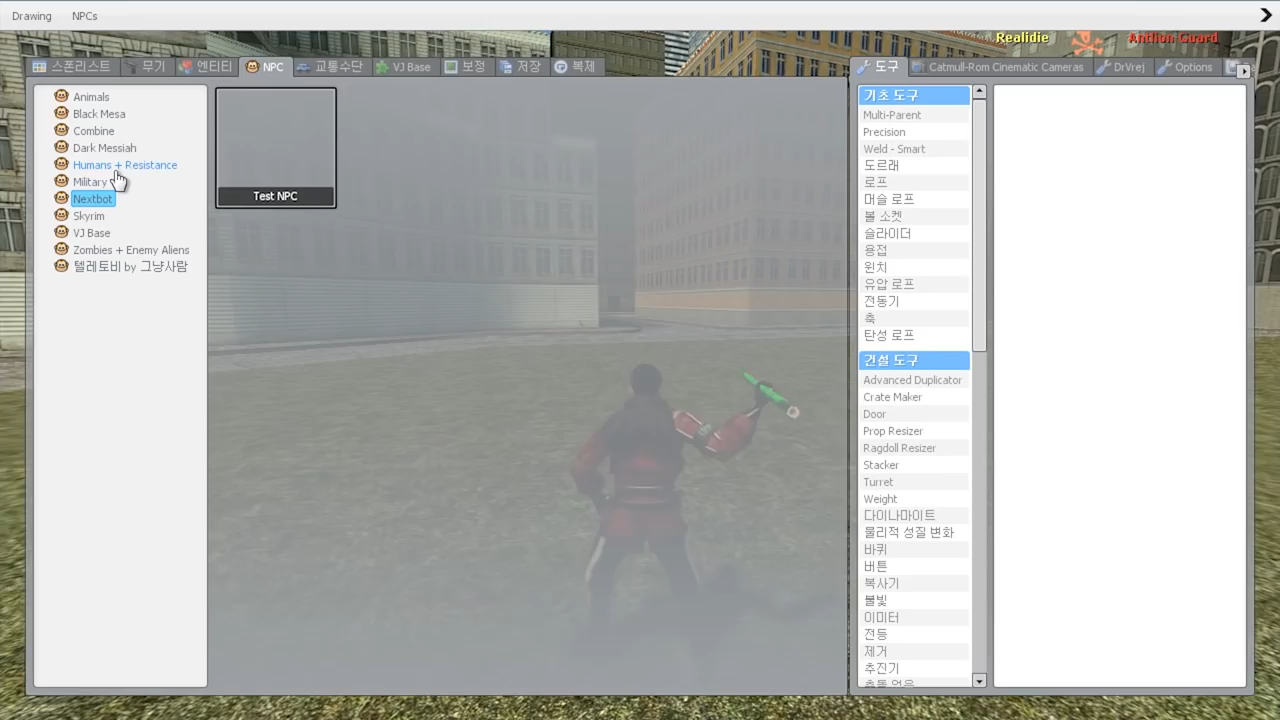 Drawing NPCs
Realidie Antlion Guard
스폰리스트 무기 엔티티 NPC 교통수단 VJ Base 보정 저장 복제
도구 Catmull-Rom Cinematic Cameras DrVrej Options
Animals
Black Mesa
Combine
Dark Messiah
Humans + Resistance
Military
Nextbot
Skyrim
VJ Base
Zombies + Enemy Aliens
텔레토비 by 그냥사람
Test NPC
기초 도구
Multi-Parent
Precision
Weld - Smart
도르래
로프
머슬 로프
볼 소켓
슬라이더
용접
윈치
유압 로프
전동기
축
탄성 로프
건설 도구
Advanced Duplicator
Crate Maker
Door
Prop Resizer
Ragdoll Resizer
Stacker
Turret
Weight
다이나마이트
물리적 성질 변화
바퀴
버튼
복사기
불빛
이미터
전등
제거
추진기
충돌 없음